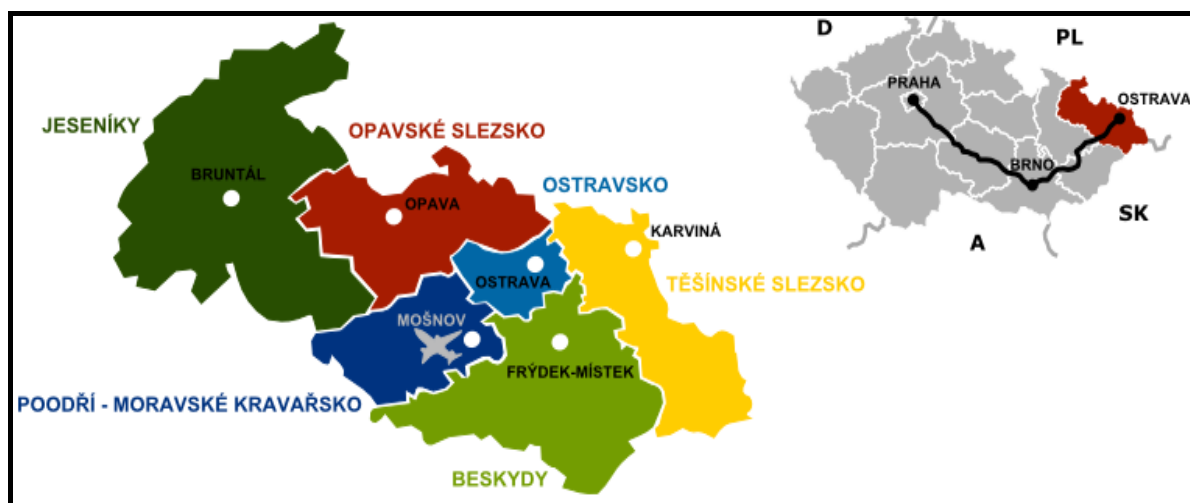 D
PL
PRAHA
OSTRAVA
BRNO
SK
A
JESENÍKY
OPAVSKÉ SLEZSKO
BRUNTÁL
OSTRAVSKO
OPAVA
KARVINÁ
OSTRAVA
TĚŠÍNSKÉ SLEZSKO
MOŠNOV
FRÝDEK-MÍSTEK
POODŘÍ - MORAVSKÉ KRAVAŘSKO
BESKYDY